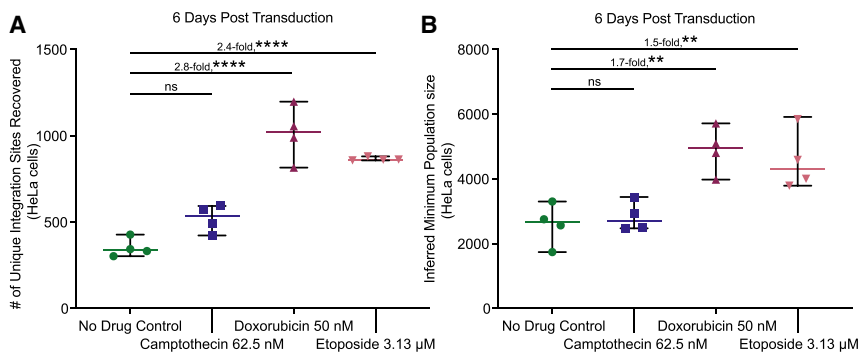 A
6 Days Post Transduction
# of Unique Integration Sites Recovered
(HeLa cells)
1500
1000
500
0
2.4-fold,****
2.8-fold,****
ns
No Drug Control
Camptothecin 62.5 nM
Doxorubicin 50 nM
Etoposide 3.13 µM
B
6 Days Post Transduction
Inferred Minimum Population size
(HeLa cells)
8000
6000
4000
2000
0
1.5-fold,**
1.7-fold,**
ns
No Drug Control
Camptothecin 62.5 nM
Doxorubicin 50 nM
Etoposide 3.13 µM